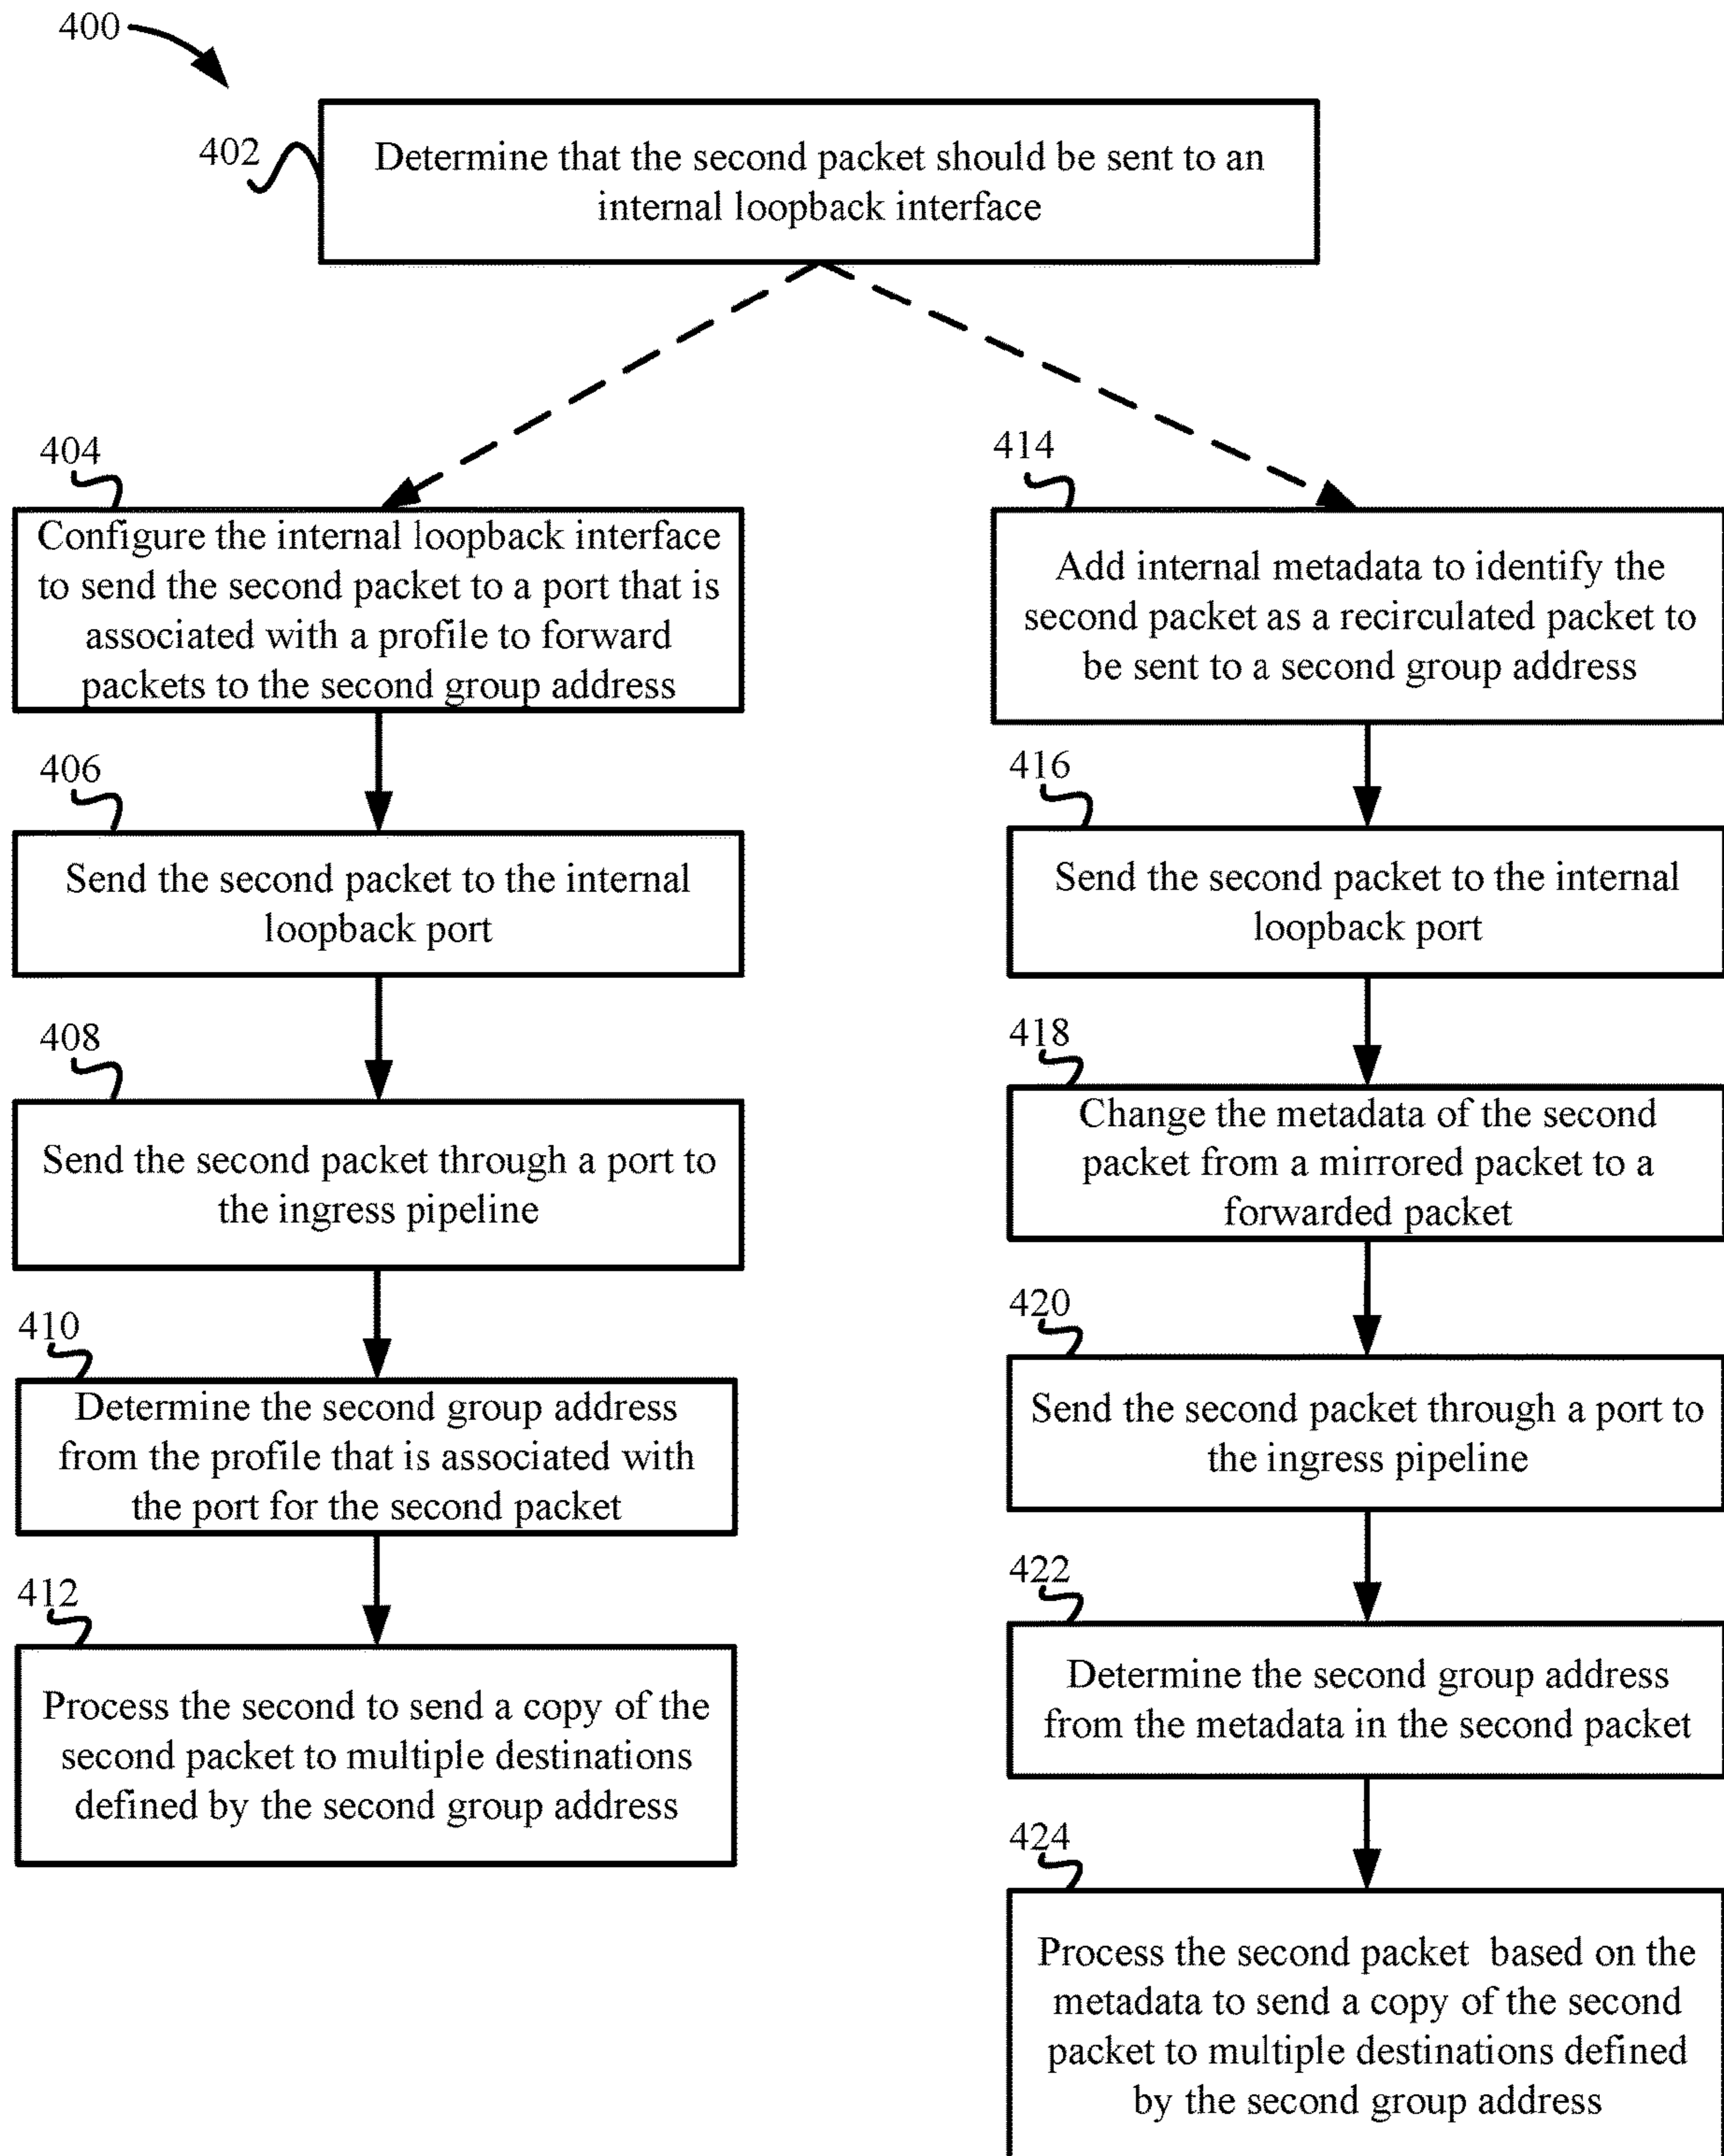 400
402
Determine that the second packet should be sent to an
internal loopback interface
404
Configure the internal loopback interface
to send the second packet to a port that is
associated with a profile to forward
packets to the second group address
406
Send the second packet to the internal
loopback port
408
Send the second packet through a port to
the ingress pipeline
410
Determine the second group address
from the profile that is associated with
the port for the second packet
412
Process the second to send a copy of the
second packet to multiple destinations
defined by the second group address
414
Add internal metadata to identify the
second packet as a recirculated packet to
be sent to a second group address
416
Send the second packet to the internal
loopback port
418
Change the metadata of the second
packet from a mirrored packet to a
forwarded packet
420
Send the second packet through a port to
the ingress pipeline
422
Determine the second group address
from the metadata in the second packet
424
Process the second packet based on the
metadata to send a copy of the second
packet to multiple destinations defined
by the second group address